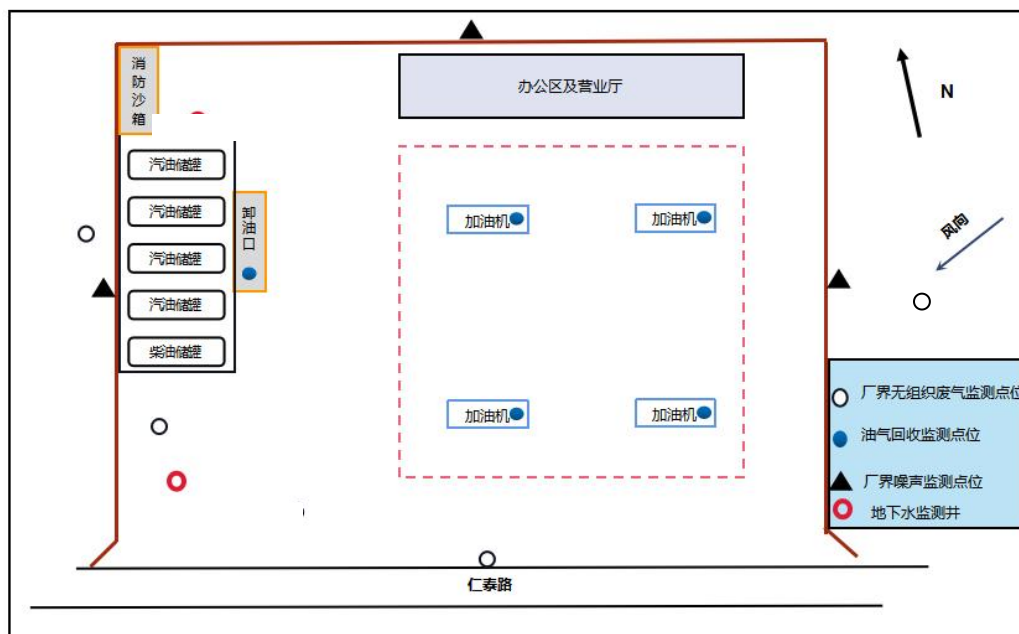 消防沙箱
办公区及营业厅
N
汽油储罐
汽油储罐
卸油口
加油机
加油机
风向
汽油储罐
汽油储罐
柴油储罐
加油机
加油机
厂界无组织废气监测点位
油气回收监测点位
厂界噪声监测点位
地下水监测井
仁泰路